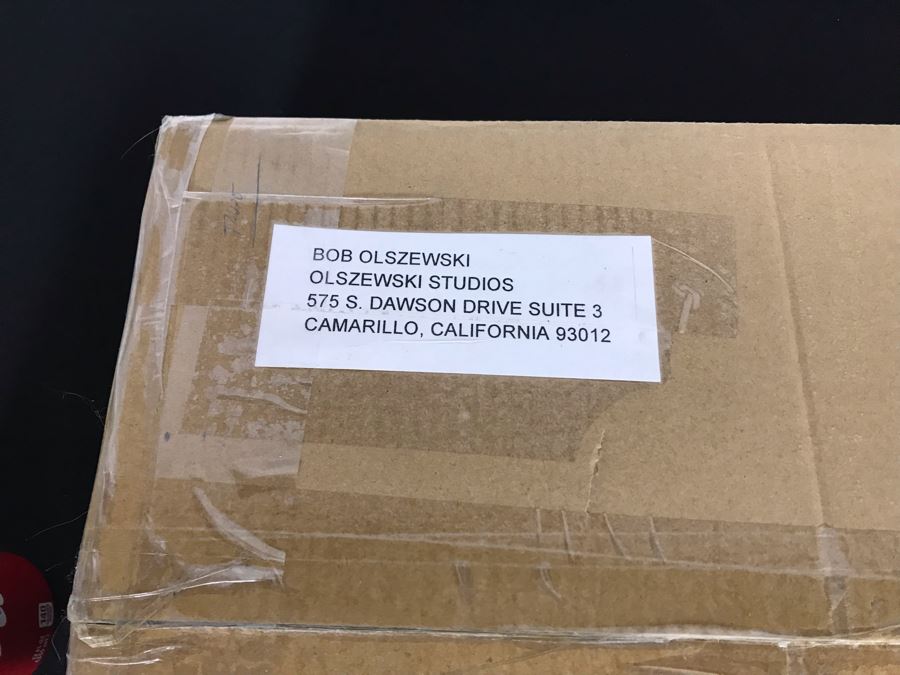 BOB OLSZEWSKI
OLSZEWSKI STUDIOS
575 S. DAWSON DRIVE SUITE 3
CAMARILLO, CALIFORNIA 93012